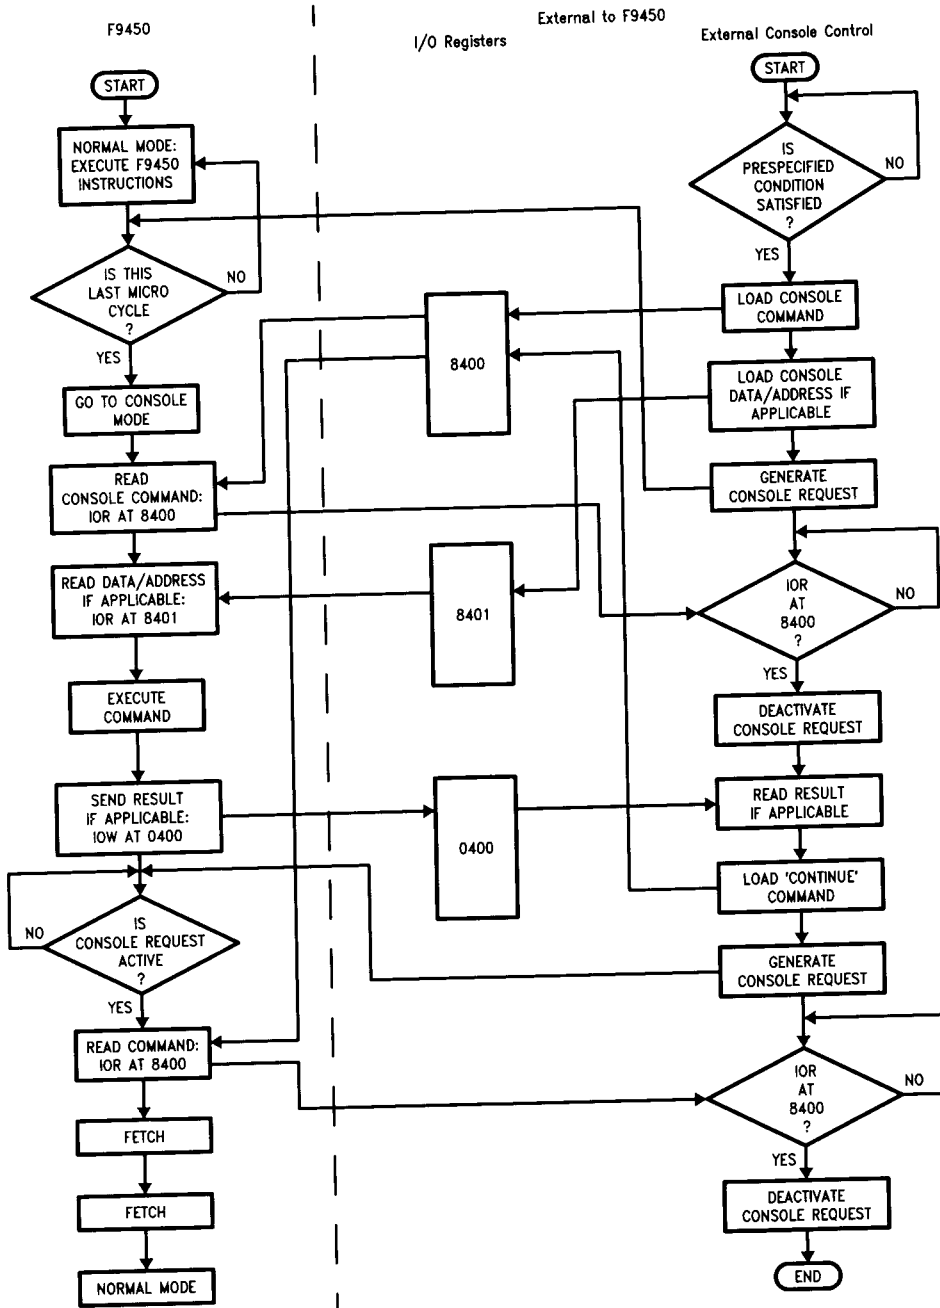 F9450
External to F9450
I/O Registers
External Console Control
START
NORMAL MODE:
EXECUTE F9450
INSTRUCTIONS
IS THIS
LAST MICRO
CYCLE
?
NO
YES
GO TO CONSOLE
MODE
READ
CONSOLE COMMAND:
IOR AT 8400
READ DATA/ADDRESS
IF APPLICABLE:
IOR AT 8401
EXECUTE
COMMAND
SEND RESULT
IF APPLICABLE:
IOW AT 0400
IS
CONSOLE REQUEST
ACTIVE
?
NO
YES
READ COMMAND:
IOR AT 8400
FETCH
FETCH
NORMAL MODE
8400
8401
0400
START
IS
PRESPECIFIED
CONDITION
SATISFIED
?
NO
YES
LOAD CONSOLE
COMMAND
LOAD CONSOLE
DATA/ADDRESS IF
APPLICABLE
GENERATE
CONSOLE REQUEST
IOR
AT
8400
?
NO
YES
DEACTIVATE
CONSOLE REQUEST
READ RESULT
IF APPLICABLE
LOAD 'CONTINUE'
COMMAND
GENERATE
CONSOLE REQUEST
IOR
AT
8400
?
NO
YES
DEACTIVATE
CONSOLE REQUEST
END